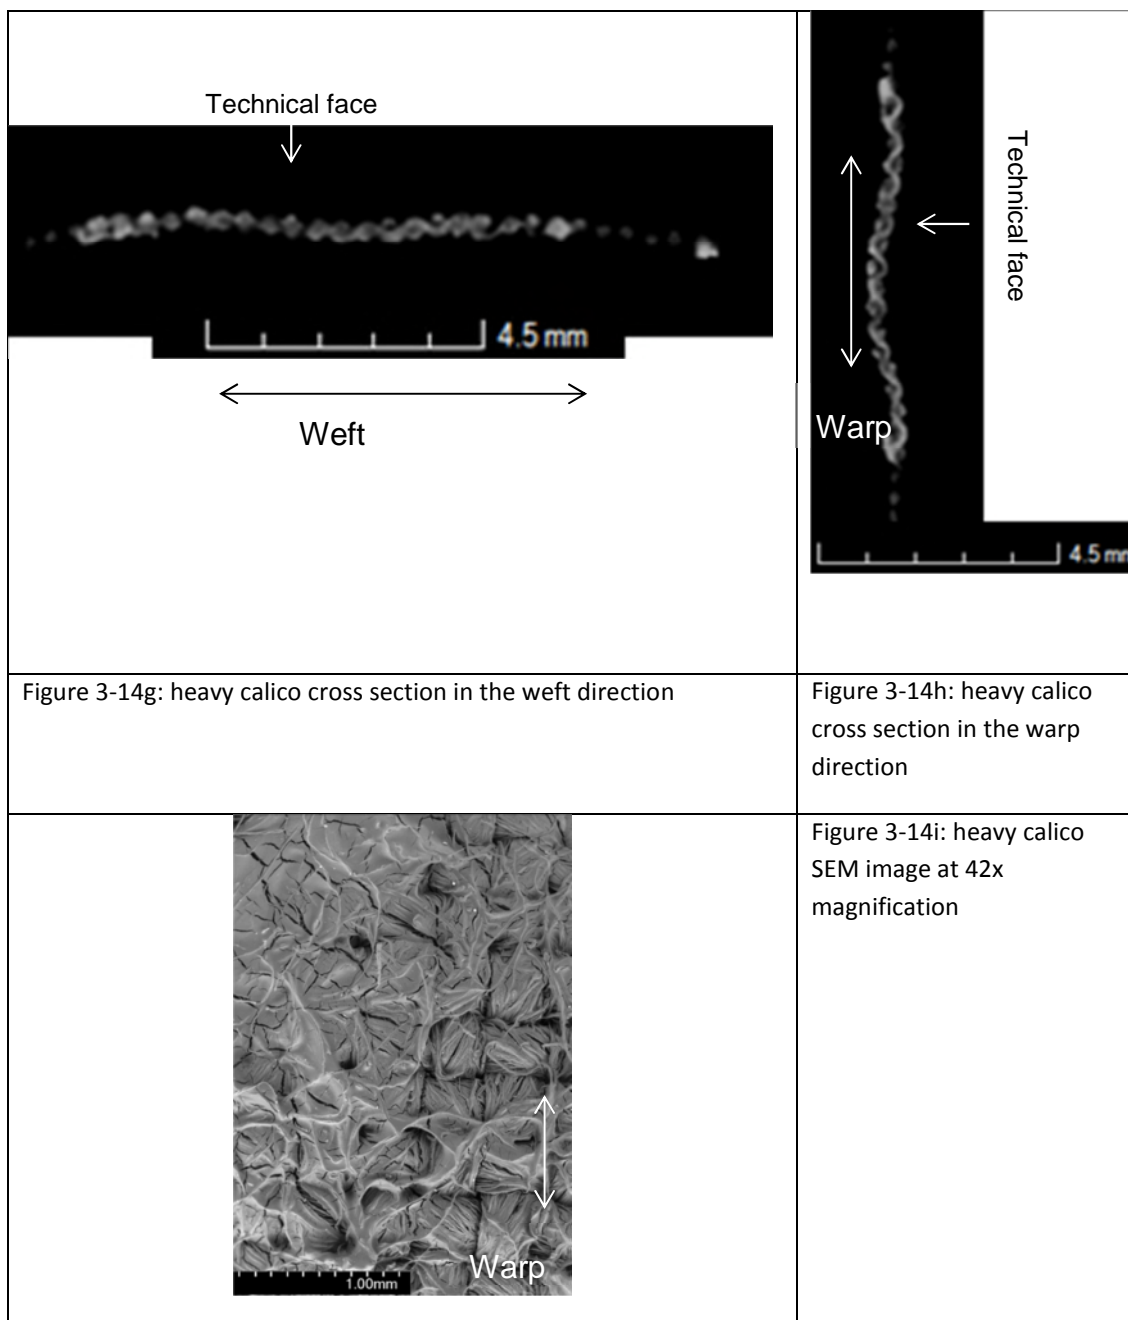 Technical face
4.5 mm
Weft
Technical face
Warp
4.5 mm
Figure 3-14g: heavy calico cross section in the weft direction
Figure 3-14h: heavy calico
cross section in the warp
direction
1.00mm
Warp
Figure 3-14i: heavy calico
SEM image at 42x
magnification